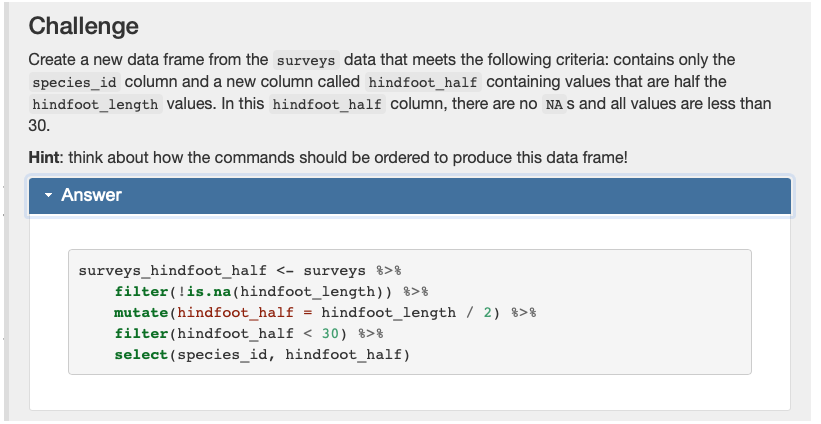 Challenge
Create a new data frame from the surveys data that meets the following criteria: contains only the
species_id column and a new column called hindfoot_half containing values that are half the
hindfoot_length values. In this hindfoot_half column, there are no NA s and all values are less than
30.
Hint: think about how the commands should be ordered to produce this data frame!
Answer
surveys_hindfoot_half <- surveys %>%
    filter(!is.na(hindfoot_length)) %>%
    mutate(hindfoot_half = hindfoot_length / 2) %>%
    filter(hindfoot_half < 30) %>%
    select(species_id, hindfoot_half)